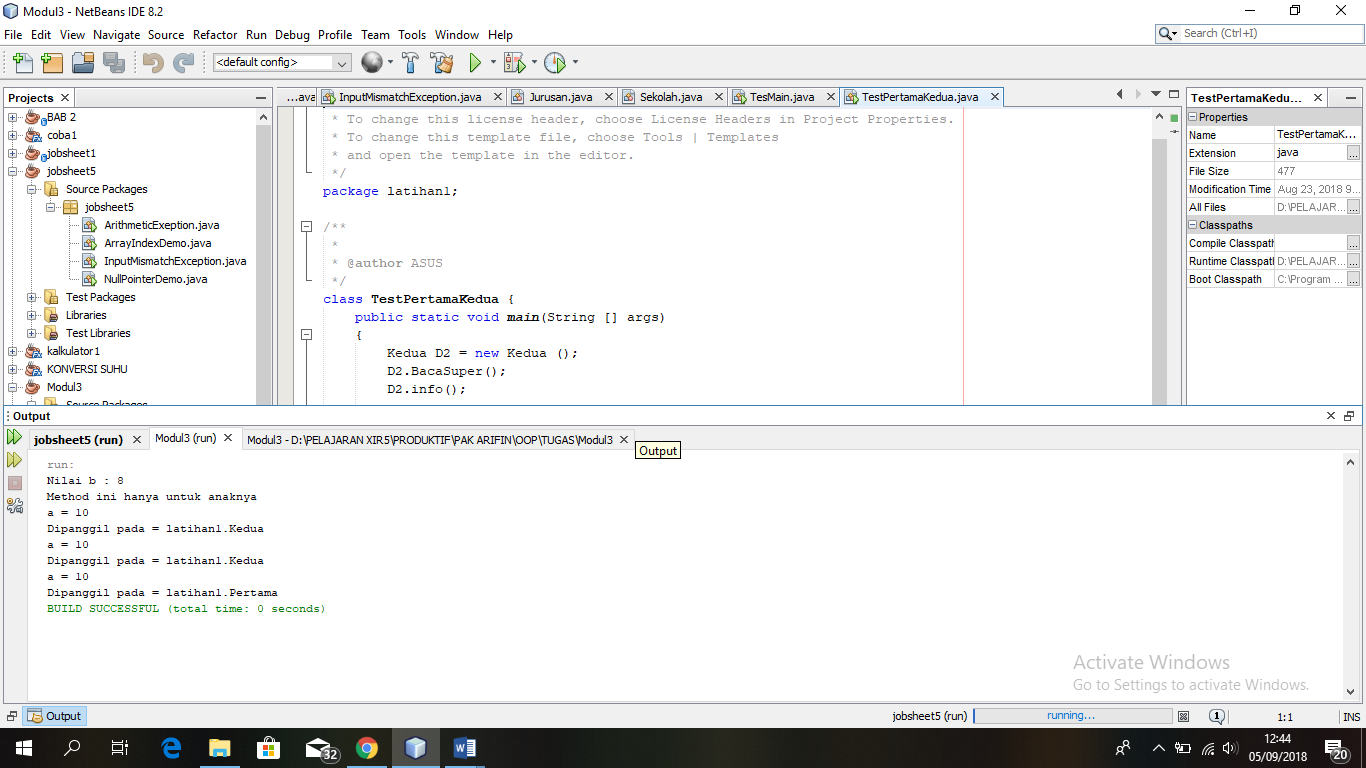 Modul3 - NetBeans IDE 8.2
File Edit View Navigate Source Refactor Run Debug Profile Team Tools Window Help
Search (Ctrl+I)
<default config>
Projects
BAB 2
coba1
jobsheet1
jobsheet5
Source Packages
jobsheet5
ArithmeticExeption.java
ArrayIndexDemo.java
InputMismatchException.java
NullPointerDemo.java
Test Packages
Libraries
Test Libraries
kalkulator1
KONVERSI SUHU
Modul3
Source Packages
...ava InputMismatchException.java Jurusan.java Sekolah.java TesMain.java TestPertamaKedua.java
* To change this license header, choose License Headers in Project Properties.
* To change this template file, choose Tools | Templates
* and open the template in the editor.
*/
package latihan1;
/**
*
* @author ASUS
*/
class TestPertamaKedua {
public static void main(String [] args)
{
Kedua D2 = new Kedua ();
D2.BacaSuper();
D2.info();
TestPertamaKedu...
Properties
Name TestPertamaK...
Extension java
File Size 477
Modification Time Aug 23, 2018 9...
All Files D:\PELAJAR...
Classpaths
Compile Classpath
Runtime Classpath D:\PELAJAR...
Boot Classpath C:\Program ...
Output
jobsheet5 (run) Modul3 (run) Modul3 - D:\PELAJARAN XIR5\PRODUKTIF\PAK ARIFIN\OOP\TUGAS\Modul3
Output
run:
Nilai b : 8
Method ini hanya untuk anaknya
a = 10
Dipanggil pada = latihan1.Kedua
a = 10
Dipanggil pada = latihan1.Kedua
a = 10
Dipanggil pada = latihan1.Pertama
BUILD SUCCESSFUL (total time: 0 seconds)
Activate Windows
Go to Settings to activate Windows.
Output
jobsheet5 (run) running... 1 1:1 INS
32
12:44
05/09/2018
20